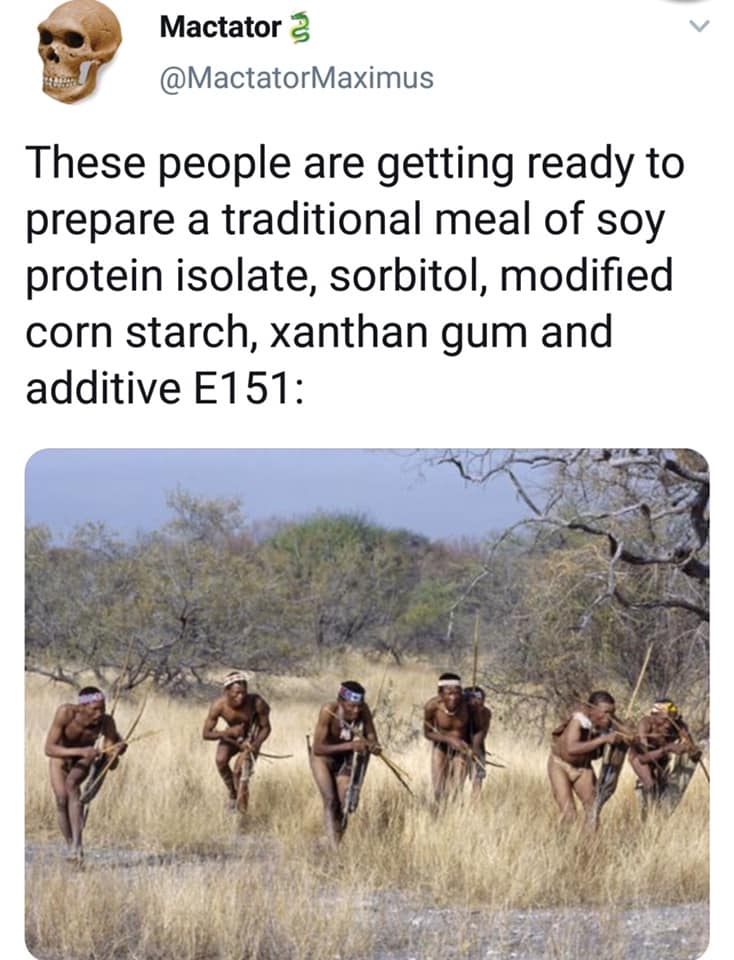 Mactator 🐉
@MactatorMaximus
These people are getting ready to
prepare a traditional meal of soy
protein isolate, sorbitol, modified
corn starch, xanthan gum and
additive E151: